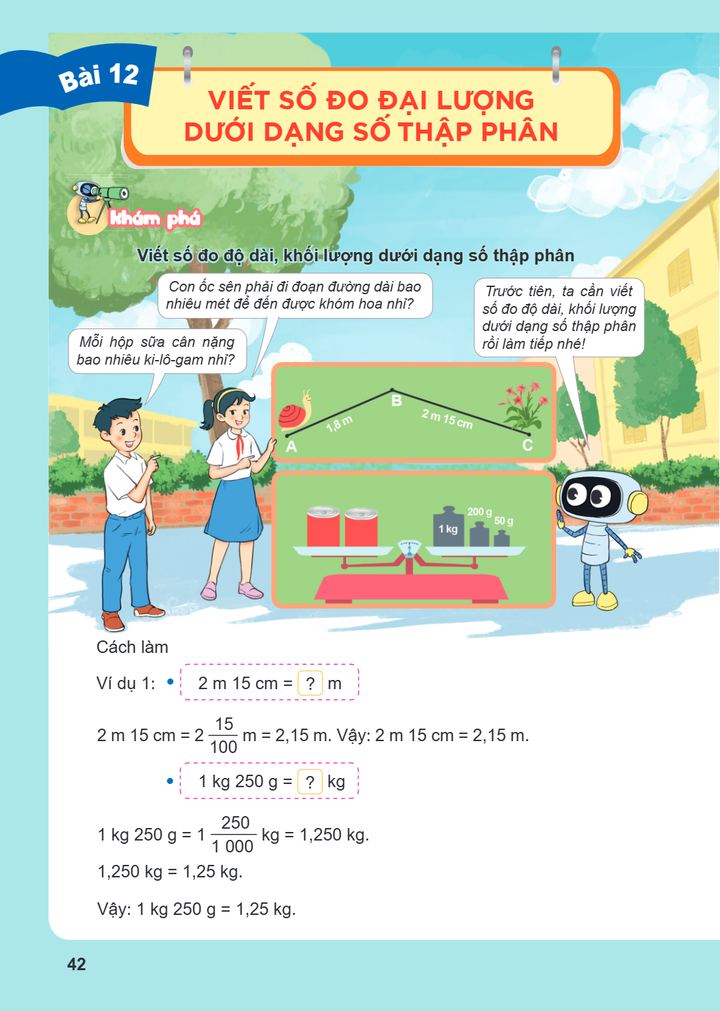 Bài 12
VIẾT SỐ ĐO ĐẠI LƯỢNG
DƯỚI DẠNG SỐ THẬP PHÂN
Khám phá
Viết số đo độ dài, khối lượng dưới dạng số thập phân
Con ốc sên phải đi đoạn đường dài bao
nhiêu mét để đến được khóm hoa nhỉ?
Trước tiên, ta cần viết
số đo độ dài, khối lượng
dưới dạng số thập phân
rồi làm tiếp nhé!
Mỗi hộp sữa cân nặng
bao nhiêu ki-lô-gam nhỉ?
A
1,8 m
B
2 m 15 cm
C
1 kg
200 g
50 g
Cách làm
Ví dụ 1: • 2 m 15 cm = ? m
2 m 15 cm = 2 15/100 m = 2,15 m. Vậy: 2 m 15 cm = 2,15 m.
• 1 kg 250 g = ? kg
1 kg 250 g = 1 250/1 000 kg = 1,250 kg.
1,250 kg = 1,25 kg.
Vậy: 1 kg 250 g = 1,25 kg.
42